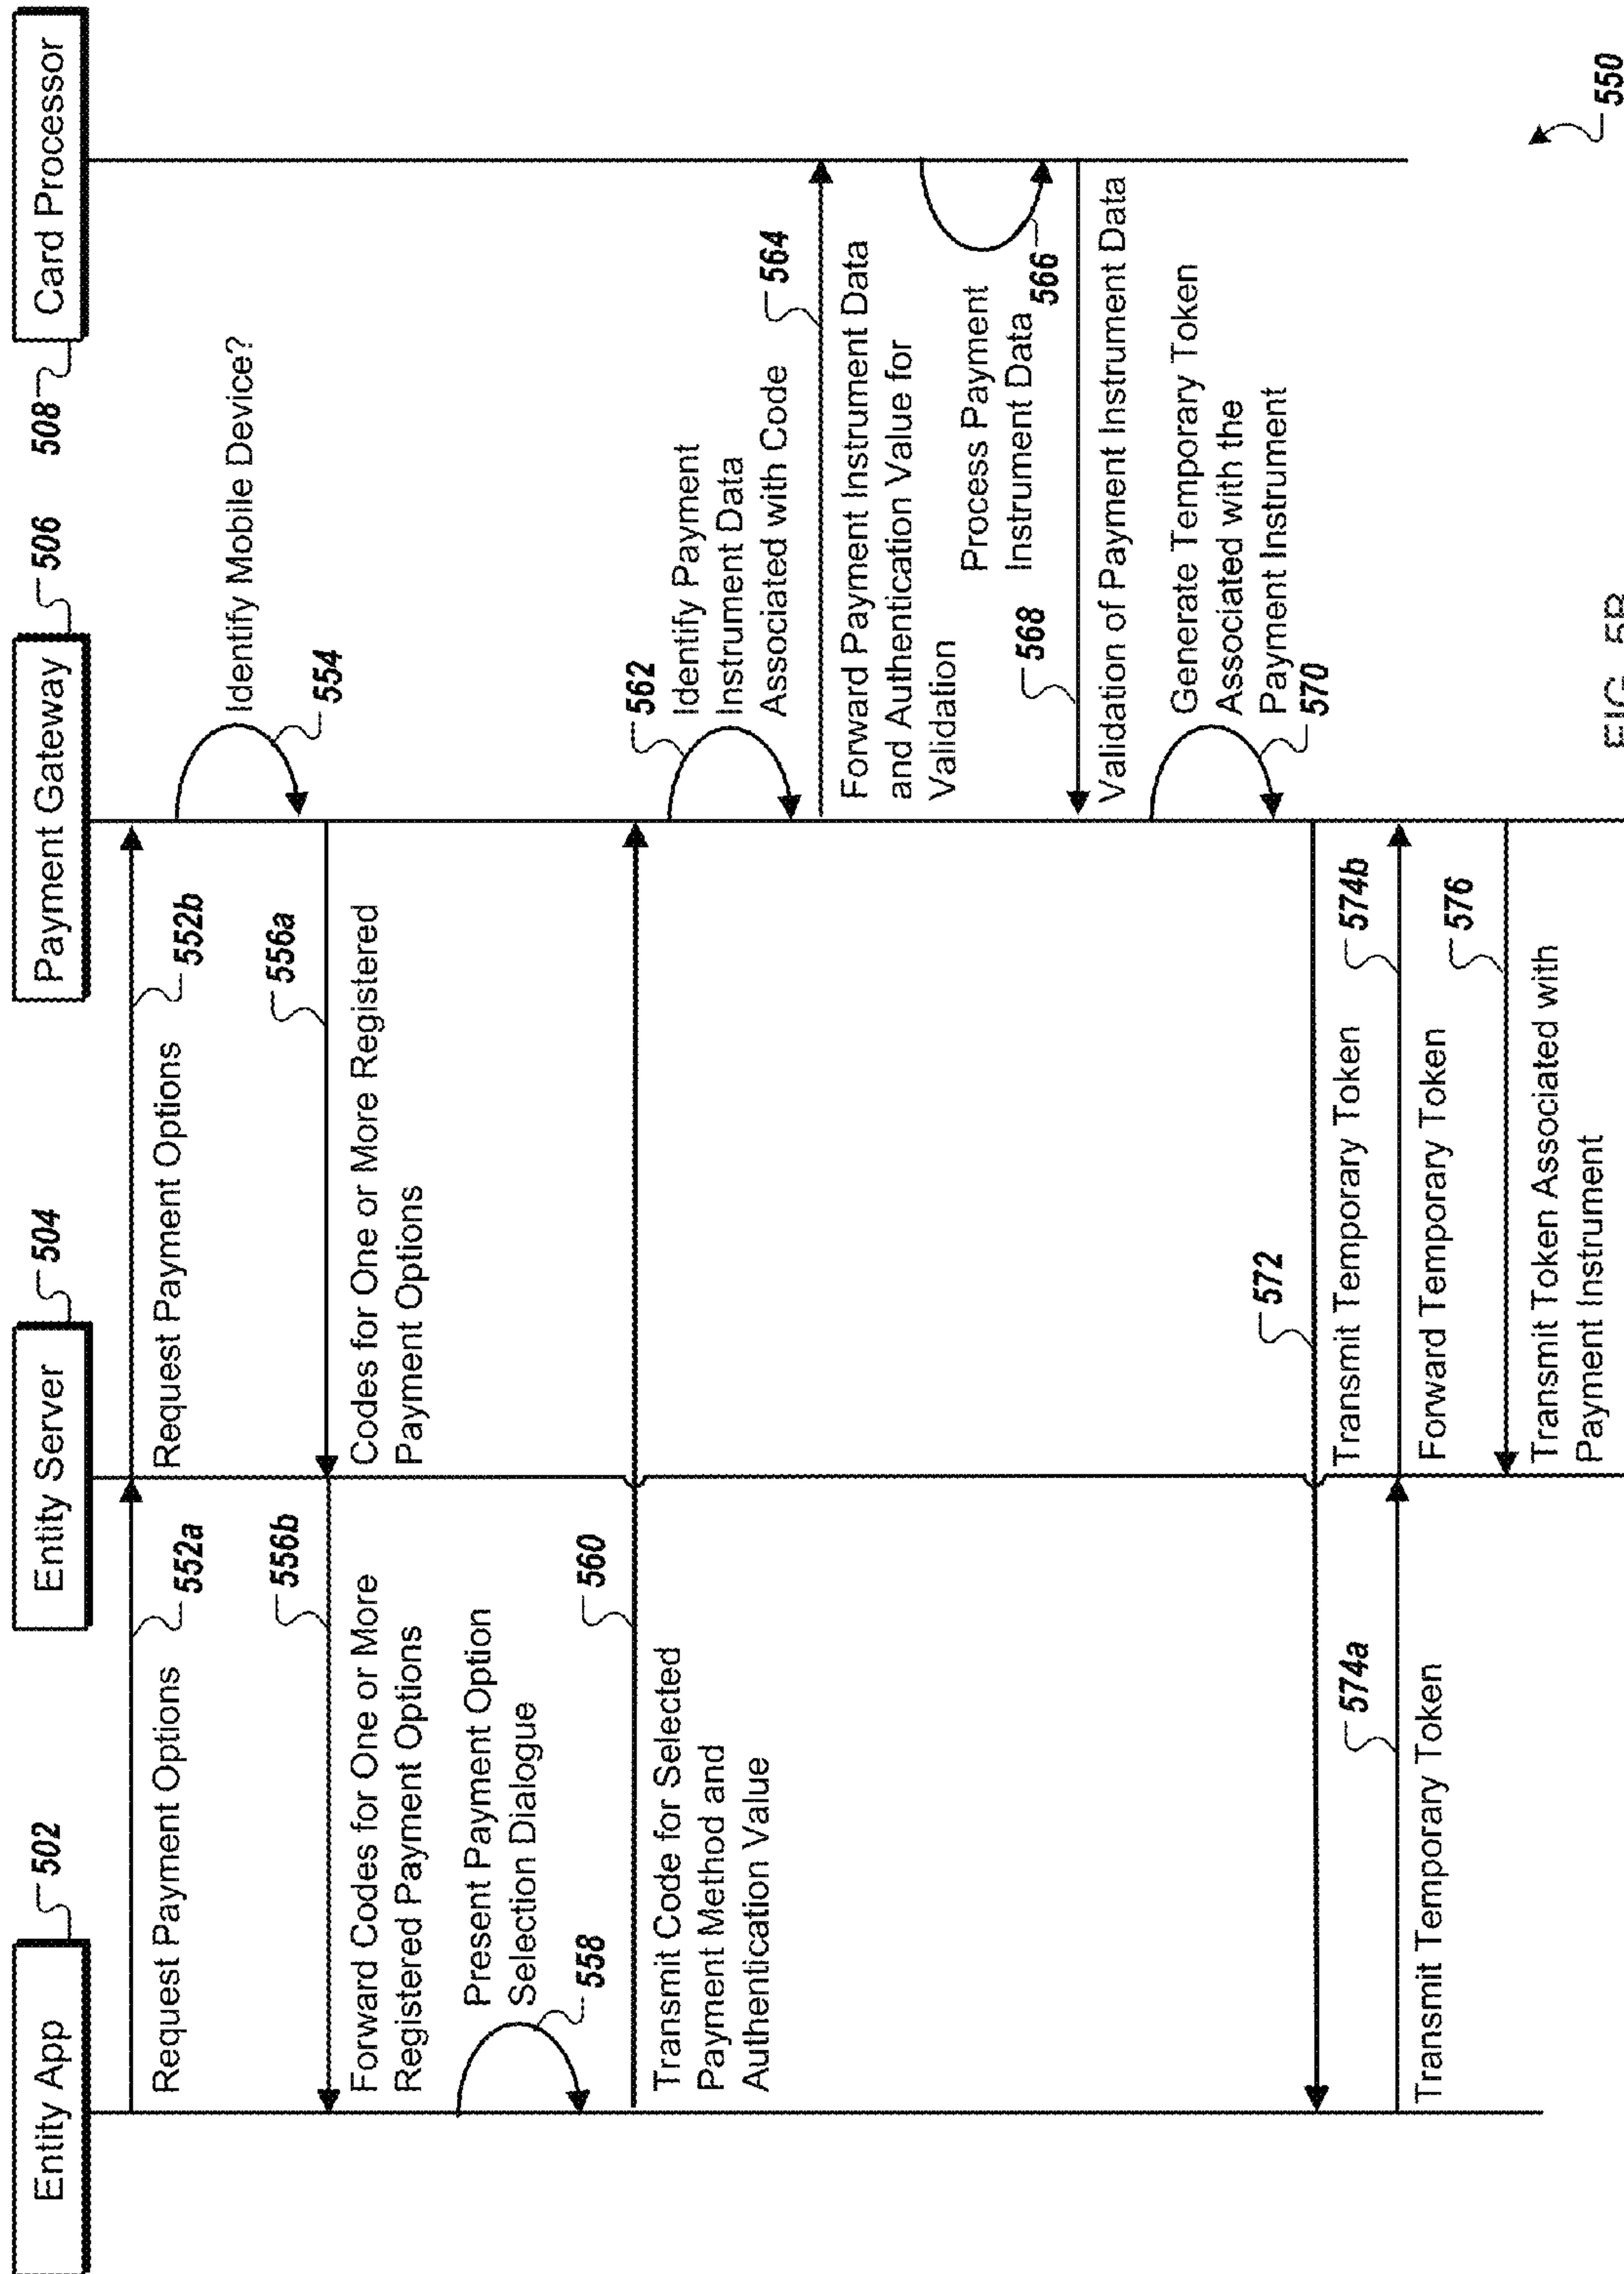 Entity App
502
Entity Server
504
Payment Gateway
506
Card Processor
508
Request Payment Options
552a
Request Payment Options
552b
Identify Mobile Device?
554
556a
Codes for One or More Registered
Payment Options
556b
Forward Codes for One or More
Registered Payment Options
Present Payment Option
Selection Dialogue
558
560
Transmit Code for Selected
Payment Method and
Authentication Value
562
Identify Payment
Instrument Data
Associated with Code
564
Forward Payment Instrument Data
and Authentication Value for
Validation
Process Payment
Instrument Data
566
568
Validation of Payment Instrument Data
Generate Temporary Token
Associated with the
Payment Instrument
570
572
Transmit Temporary Token
574a
Transmit Temporary Token
574b
Forward Temporary Token
576
Transmit Token Associated with
Payment Instrument
550
FIG. 5B